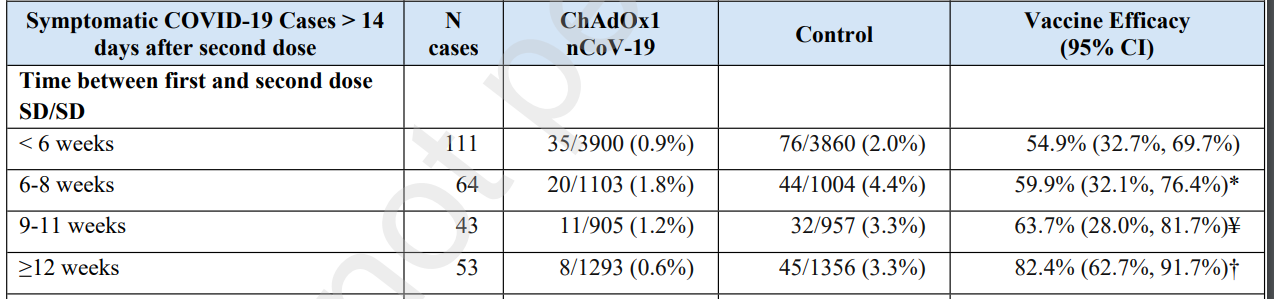 Symptomatic COVID-19 Cases > 14 days after second dose | N cases | ChAdOx1 nCoV-19 | Control | Vaccine Efficacy (95% CI)
Time between first and second dose SD/SD
< 6 weeks | 111 | 35/3900 (0.9%) | 76/3860 (2.0%) | 54.9% (32.7%, 69.7%)
6-8 weeks | 64 | 20/1103 (1.8%) | 44/1004 (4.4%) | 59.9% (32.1%, 76.4%)*
9-11 weeks | 43 | 11/905 (1.2%) | 32/957 (3.3%) | 63.7% (28.0%, 81.7%)¥
≥12 weeks | 53 | 8/1293 (0.6%) | 45/1356 (3.3%) | 82.4% (62.7%, 91.7%)†
not pe